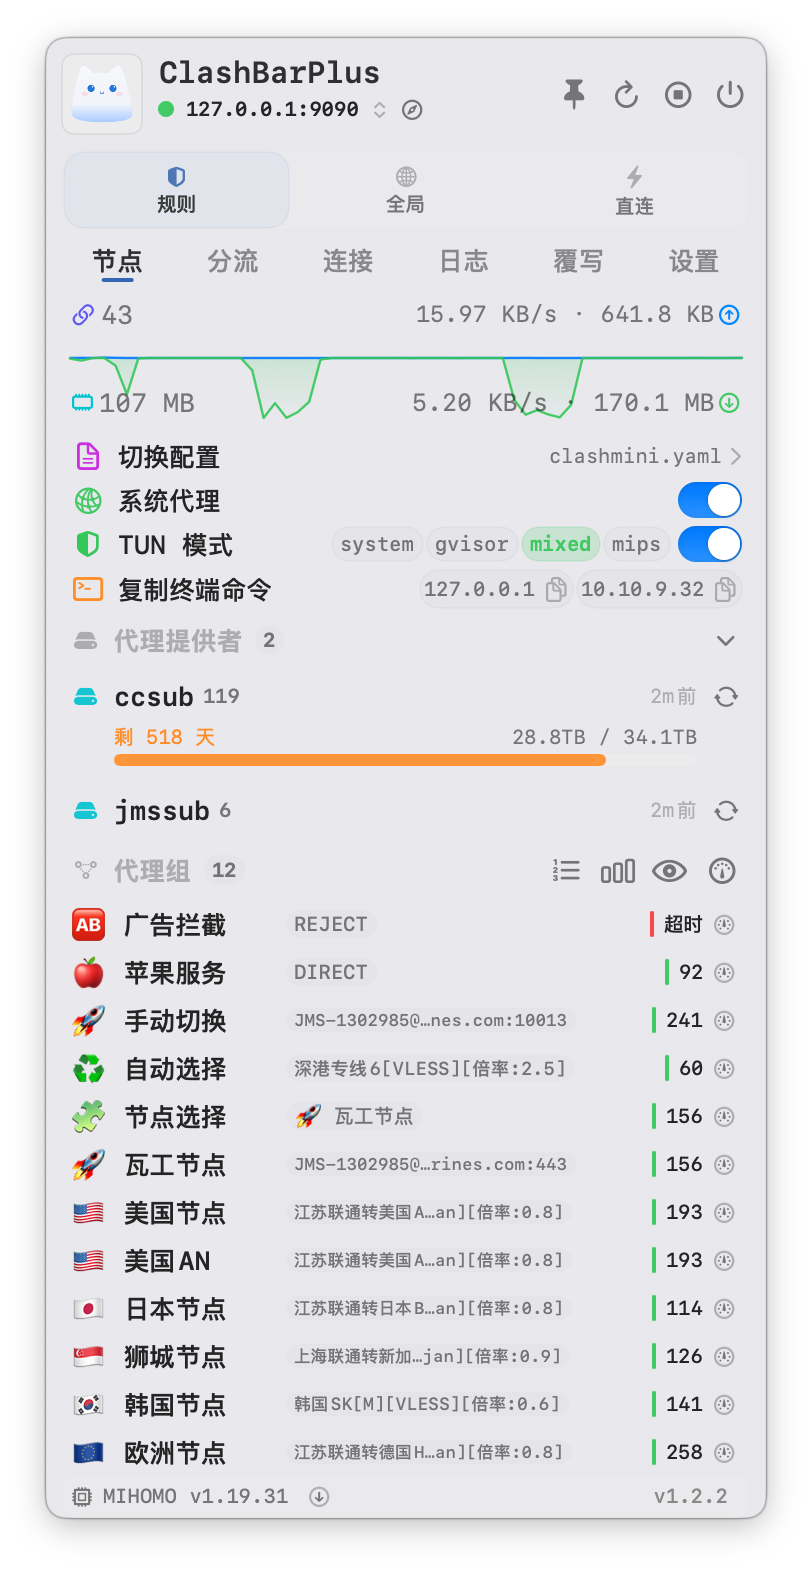 ClashBarPlus
127.0.0.1:9090
规则 全局 直连
节点 分流 连接 日志 覆写 设置
43 15.97 KB/s · 641.8 KB
107 MB 5.20 KB/s · 170.1 MB
切换配置 clashmini.yaml
系统代理
TUN 模式 system gvisor mixed mips
复制终端命令 127.0.0.1 10.10.9.32
代理提供者 2
ccsub 119 2m前
剩 518 天 28.8TB / 34.1TB
jmssub 6 2m前
代理组 12
AB 广告拦截 REJECT 超时
苹果服务 DIRECT 92
手动切换 JMS-1302985@…nes.com:10013 241
自动选择 深港专线6[VLESS][倍率:2.5] 60
节点选择 🚀 瓦工节点 156
瓦工节点 JMS-1302985@…rines.com:443 156
美国节点 江苏联通转美国A…an][倍率:0.8] 193
美国AN 江苏联通转美国A…an][倍率:0.8] 193
日本节点 江苏联通转日本B…an][倍率:0.8] 114
狮城节点 上海联通转新加…jan][倍率:0.9] 126
韩国节点 韩国SK[M][VLESS][倍率:0.6] 141
欧洲节点 江苏联通转德国H…an][倍率:0.8] 258
MIHOMO v1.19.31 v1.2.2